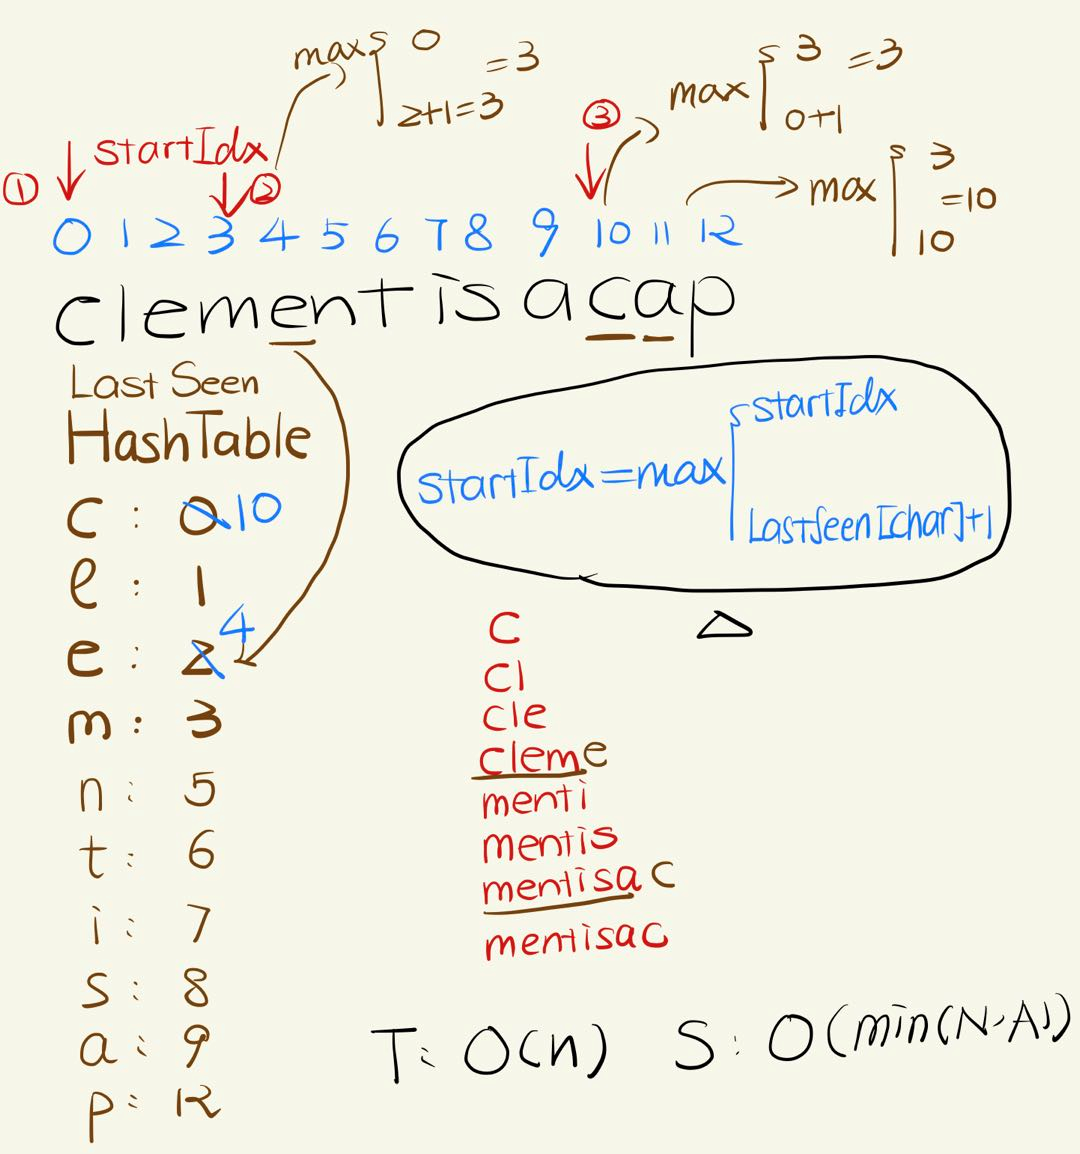 max { 0 = 3
2+1=3
③
max { 3 = 3
0+1
① startIdx
②
max { 3
=10
10
0 1 2 3 4 5 6 7 8 9 10 11 12
clementisacap
Last Seen
HashTable
c : 0 10
l : 1
e : 2 4
m : 3
n : 5
t : 6
i : 7
s : 8
a : 9
p : 12
startIdx = max { startIdx
LastSeen[char]+1
c
cl
cle
cleme
menti
mentis
mentisa c
mentisac
T: O(n) S: O(min(N,A))